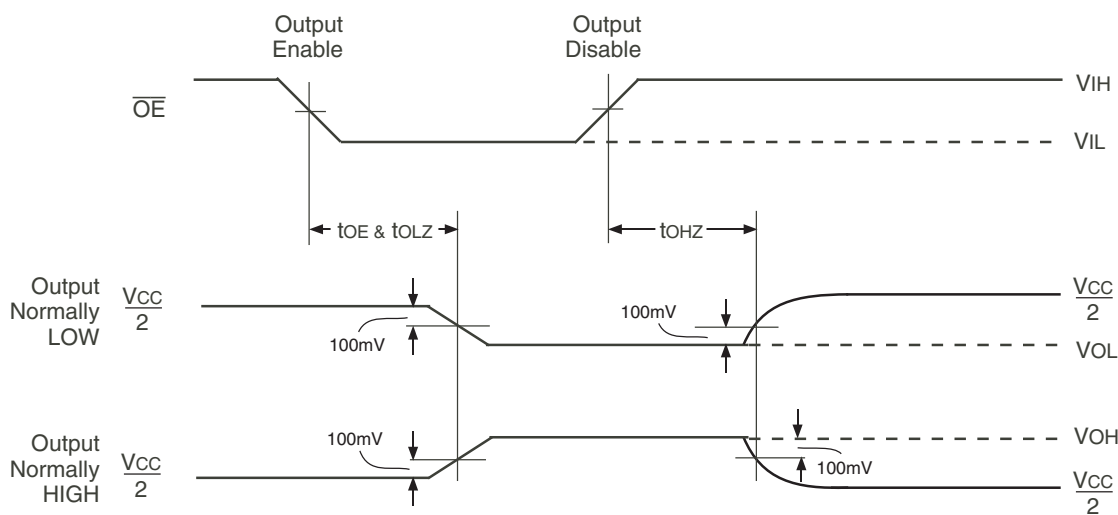 Output
Enable
Output
Disable
OE
VIH
VIL
tOE & tOLZ
tOHZ
Output
Normally
LOW
VCC
2
100mV
100mV
VCC
2
VOL
Output
Normally
HIGH
VCC
2
100mV
100mV
VOH
VCC
2